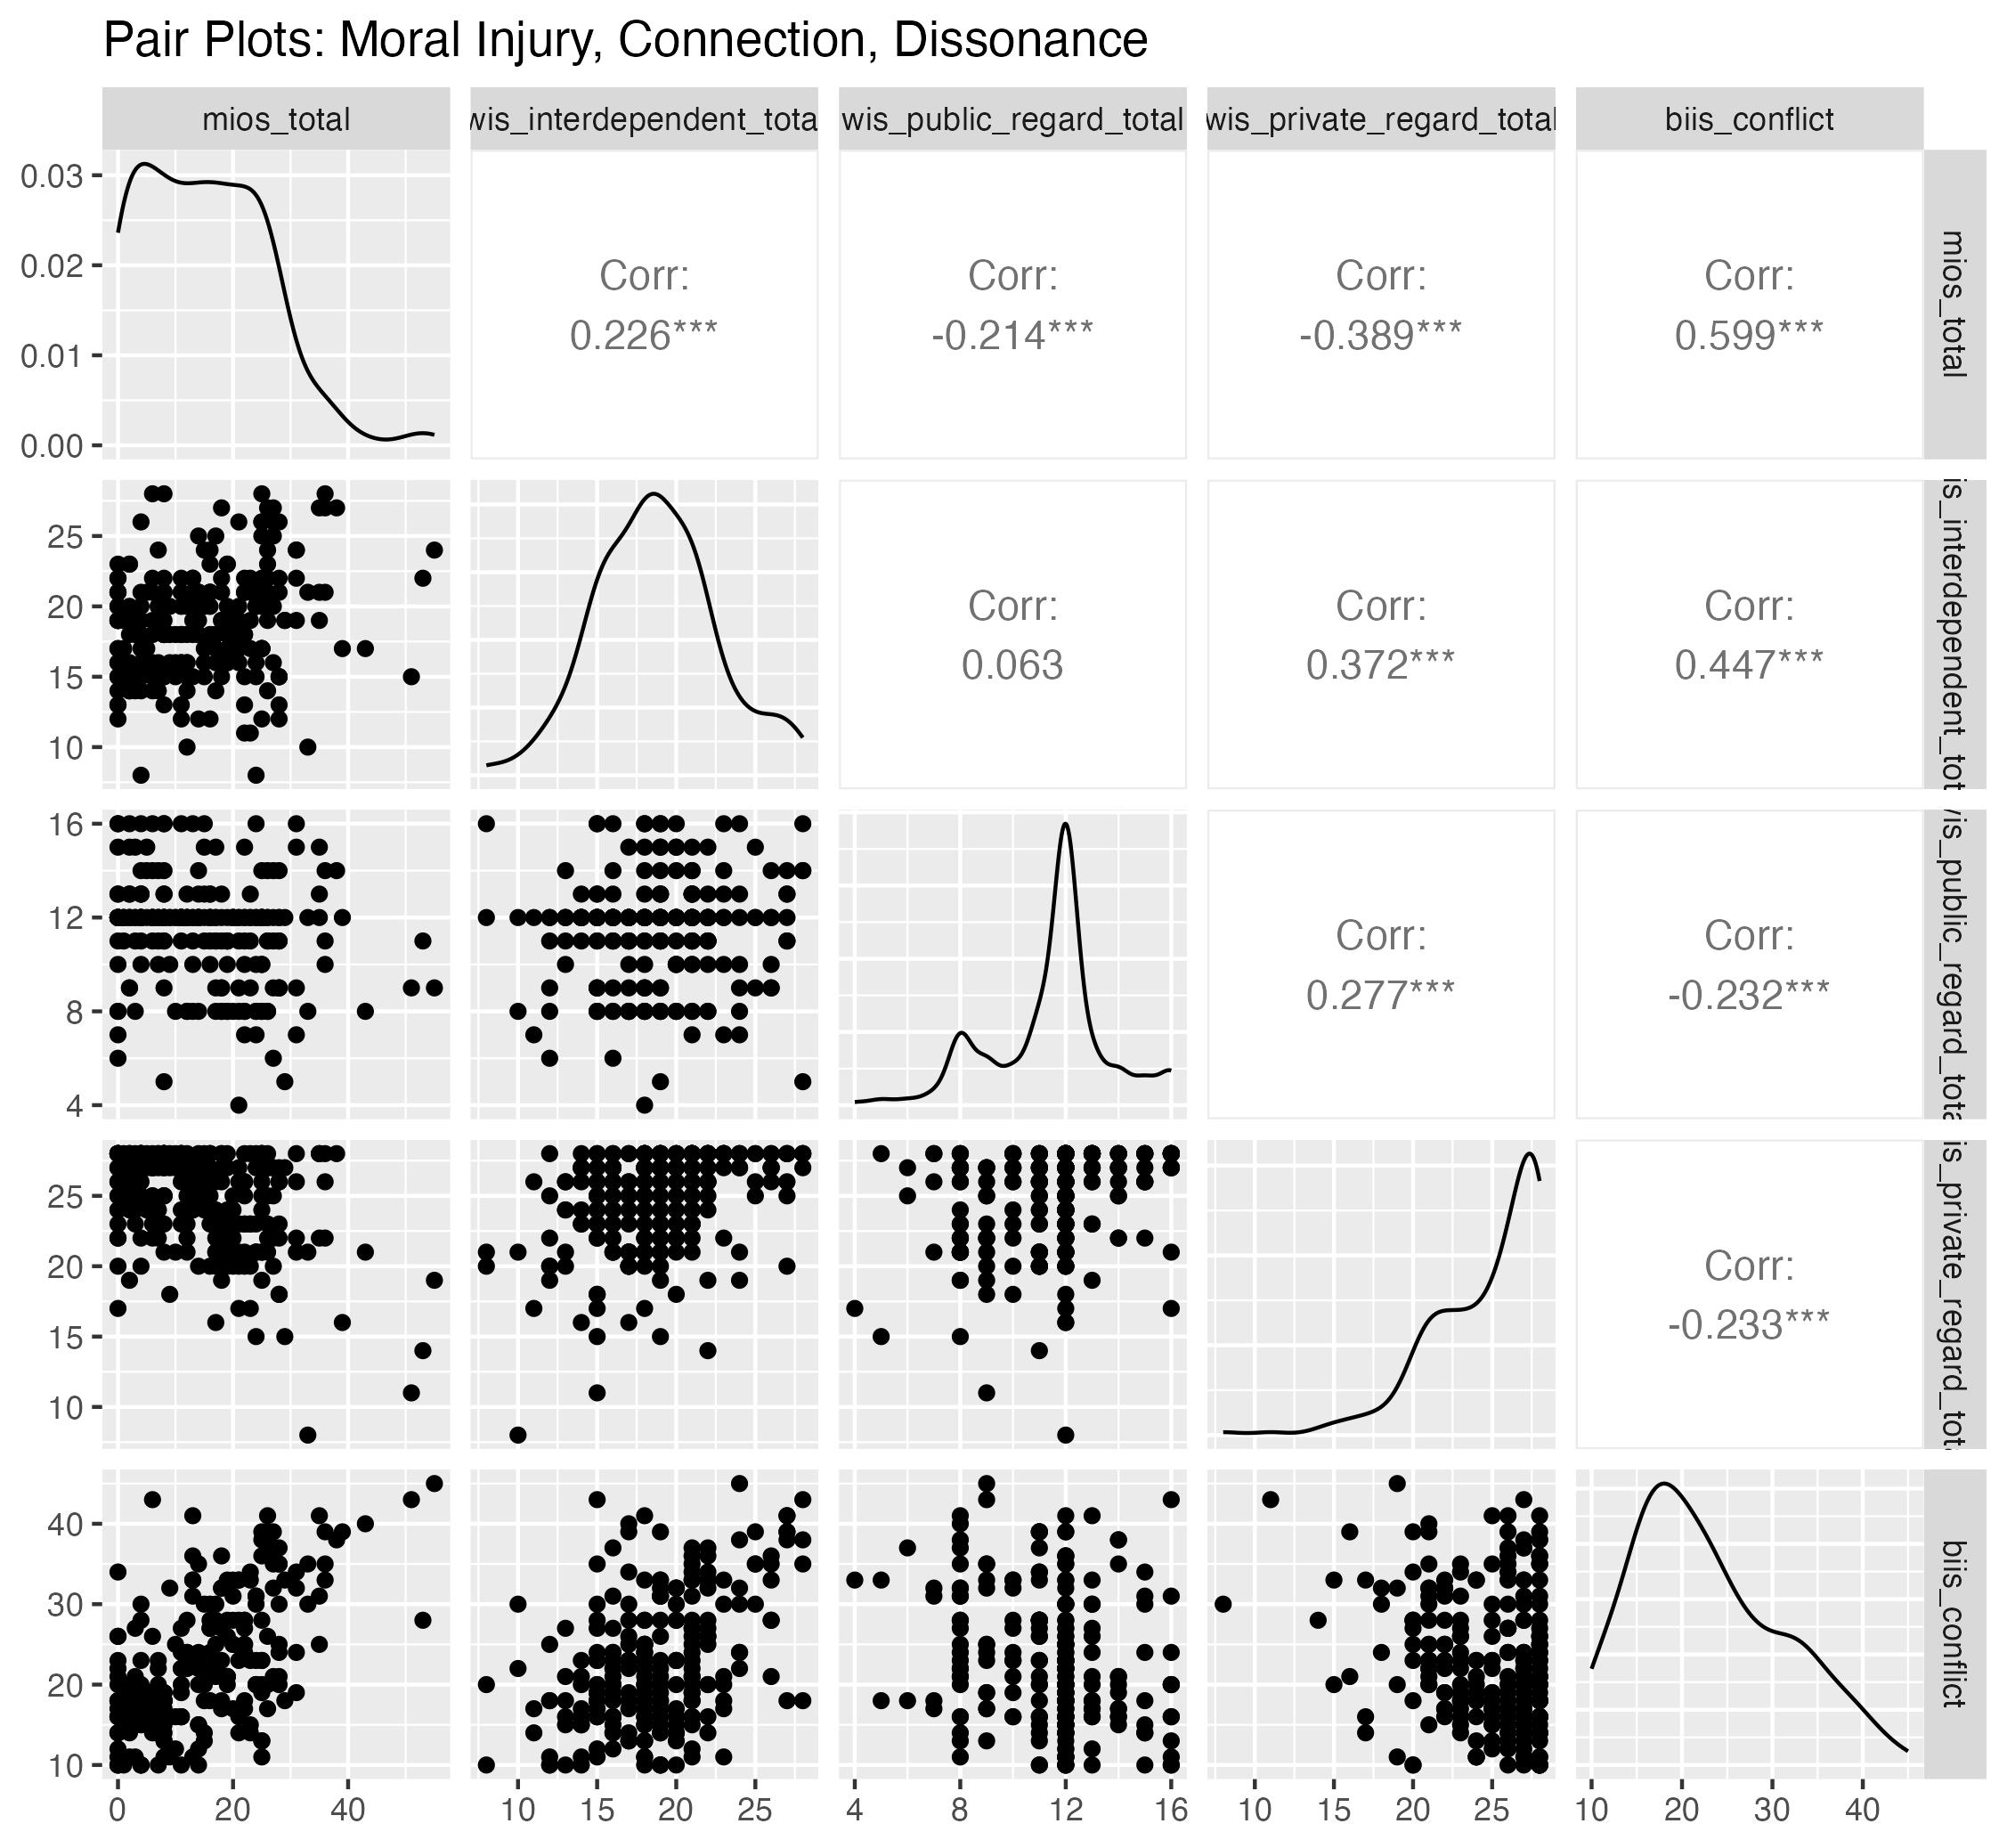 Pair Plots: Moral Injury, Connection, Dissonance
mios_total
wis_interdependent_tota
wis_public_regard_total
wis_private_regard_total
biis_conflict
0.03
0.02
0.01
0.00
Corr:
0.226***
Corr:
-0.214***
Corr:
-0.389***
Corr:
0.599***
mios_total
25
20
15
10
Corr:
0.063
Corr:
0.372***
Corr:
0.447***
is_interdependent_tot
16
12
8
4
Corr:
0.277***
Corr:
-0.232***
wis_public_regard_tota
25
20
15
10
Corr:
-0.233***
is_private_regard_tot
40
30
20
10
biis_conflict
0 20 40
10 15 20 25
4 8 12 16
10 15 20 25
10 20 30 40